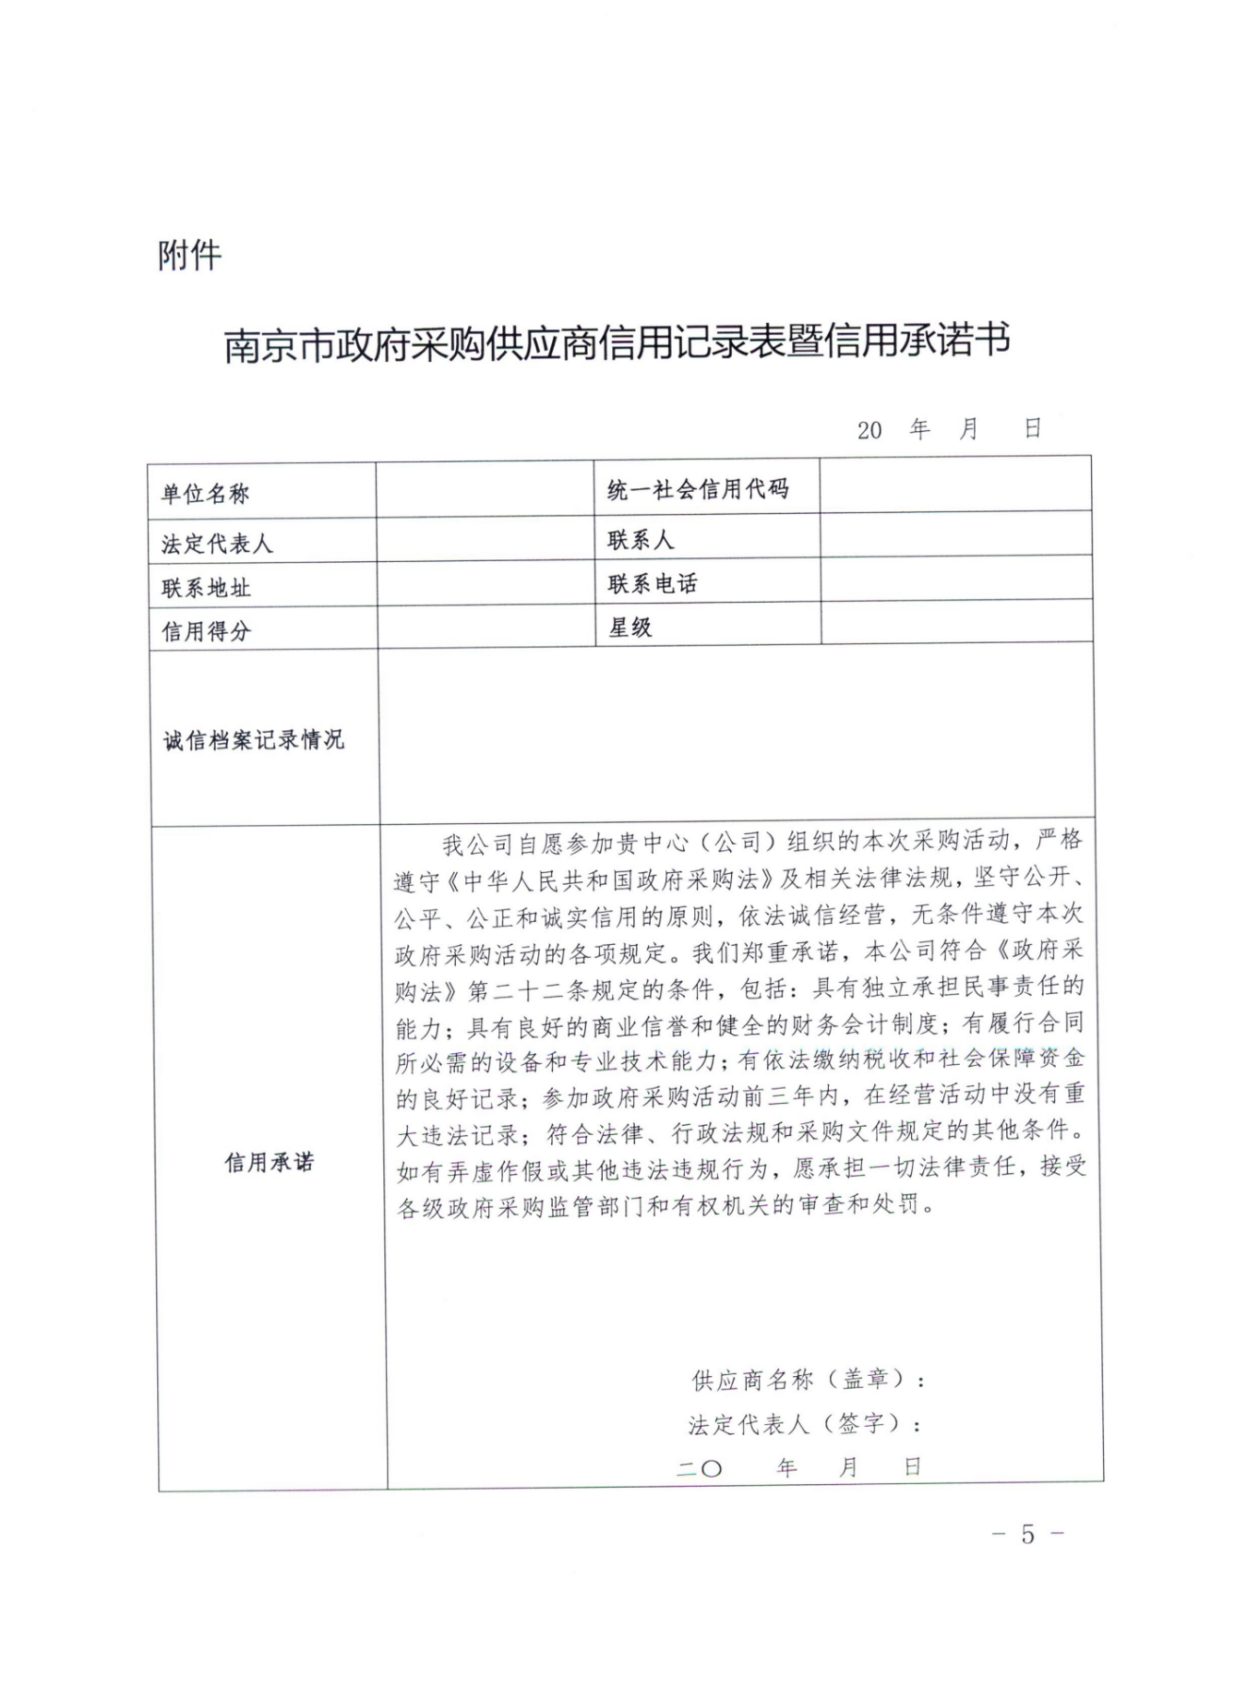 附件
南京市政府采购供应商信用记录表暨信用承诺书
20 年 月 日
单位名称 统一社会信用代码
法定代表人 联系人
联系地址 联系电话
信用得分 星级
诚信档案记录情况
我公司自愿参加贵中心（公司）组织的本次采购活动，严格
遵守《中华人民共和国政府采购法》及相关法律法规，坚守公开、
公平、公正和诚实信用的原则，依法诚信经营，无条件遵守本次
政府采购活动的各项规定。我们郑重承诺，本公司符合《政府采
购法》第二十二条规定的条件，包括：具有独立承担民事责任的
能力；具有良好的商业信誉和健全的财务会计制度；有履行合同
所必需的设备和专业技术能力；有依法缴纳税收和社会保障资金
的良好记录；参加政府采购活动前三年内，在经营活动中没有重
大违法记录；符合法律、行政法规和采购文件规定的其他条件。
如有弄虚作假或其他违法违规行为，愿承担一切法律责任，接受
各级政府采购监管部门和有权机关的审查和处罚。
信用承诺
供应商名称（盖章）：
法定代表人（签字）：
二〇 年 月 日
- 5 -